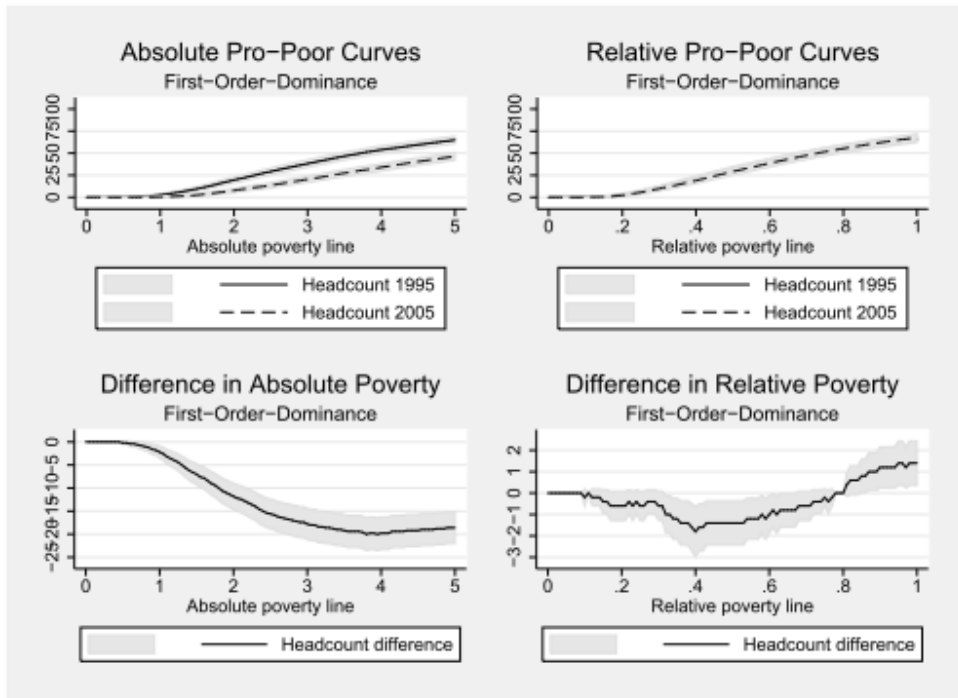 Absolute Pro−Poor Curves
First−Order−Dominance
0 25 50 75 100
0 1 2 3 4 5
Absolute poverty line
Headcount 1995
Headcount 2005
Relative Pro−Poor Curves
First−Order−Dominance
0 25 50 75 100
0 .2 .4 .6 .8 1
Relative poverty line
Headcount 1995
Headcount 2005
Difference in Absolute Poverty
First−Order−Dominance
−25−20−15−10−5 0
0 1 2 3 4 5
Absolute poverty line
Headcount difference
Difference in Relative Poverty
First−Order−Dominance
−3−2−1 0 1 2
0 .2 .4 .6 .8 1
Relative poverty line
Headcount difference